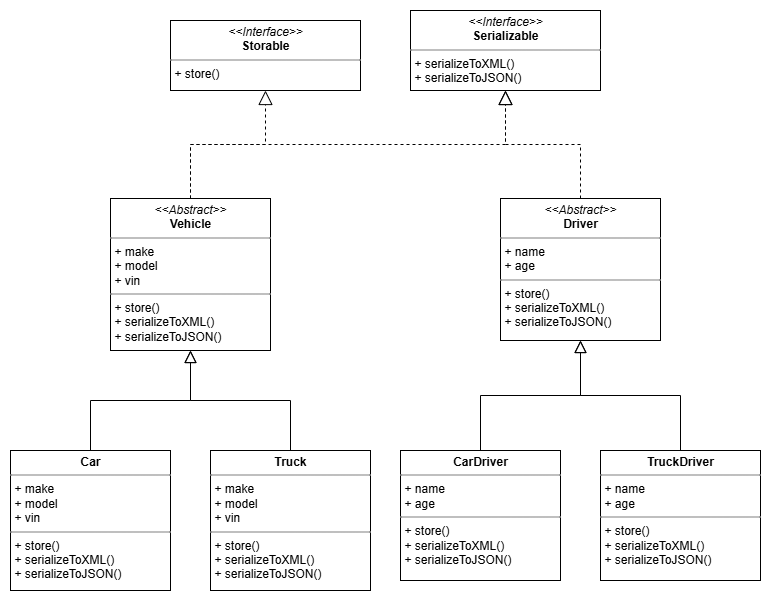 <<Interface>>
Storable
+ store()
<<Interface>>
Serializable
+ serializeToXML()
+ serializeToJSON()
<<Abstract>>
Vehicle
+ make
+ model
+ vin
+ store()
+ serializeToXML()
+ serializeToJSON()
<<Abstract>>
Driver
+ name
+ age
+ store()
+ serializeToXML()
+ serializeToJSON()
Car
+ make
+ model
+ vin
+ store()
+ serializeToXML()
+ serializeToJSON()
Truck
+ make
+ model
+ vin
+ store()
+ serializeToXML()
+ serializeToJSON()
CarDriver
+ name
+ age
+ store()
+ serializeToXML()
+ serializeToJSON()
TruckDriver
+ name
+ age
+ store()
+ serializeToXML()
+ serializeToJSON()